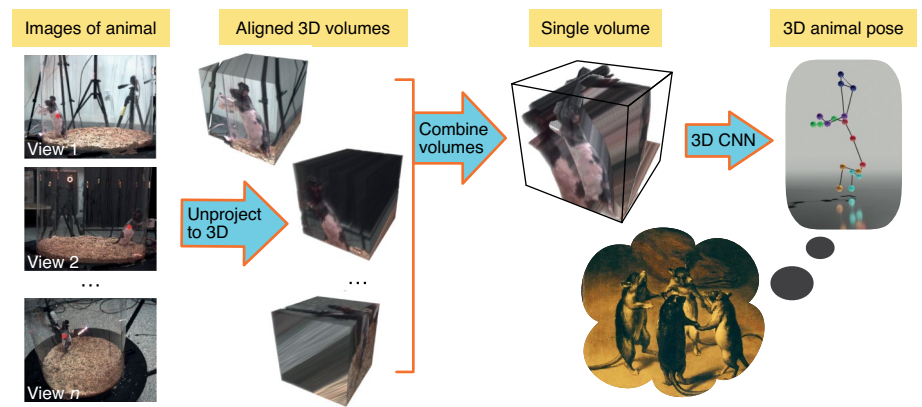 Images of animal
Aligned 3D volumes
Single volume
3D animal pose
View 1
Unproject
to 3D
Combine
volumes
3D CNN
View 2
...
...
View n